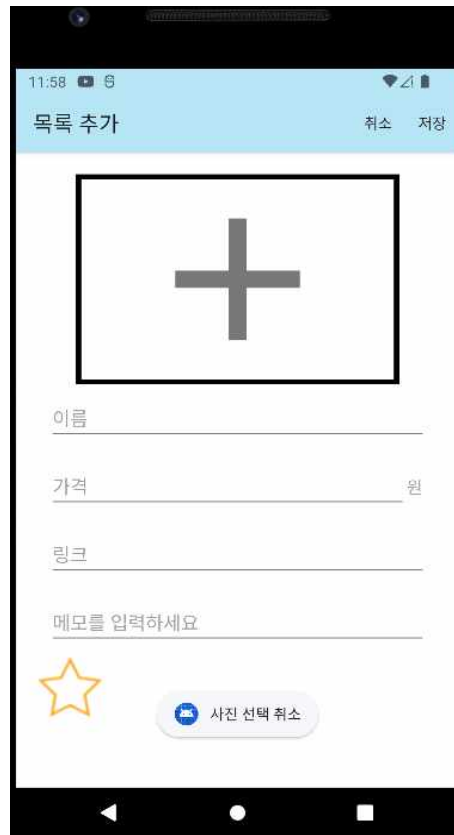 11:58
목록 추가 취소 저장
이름
가격 원
링크
메모를 입력하세요
사진 선택 취소